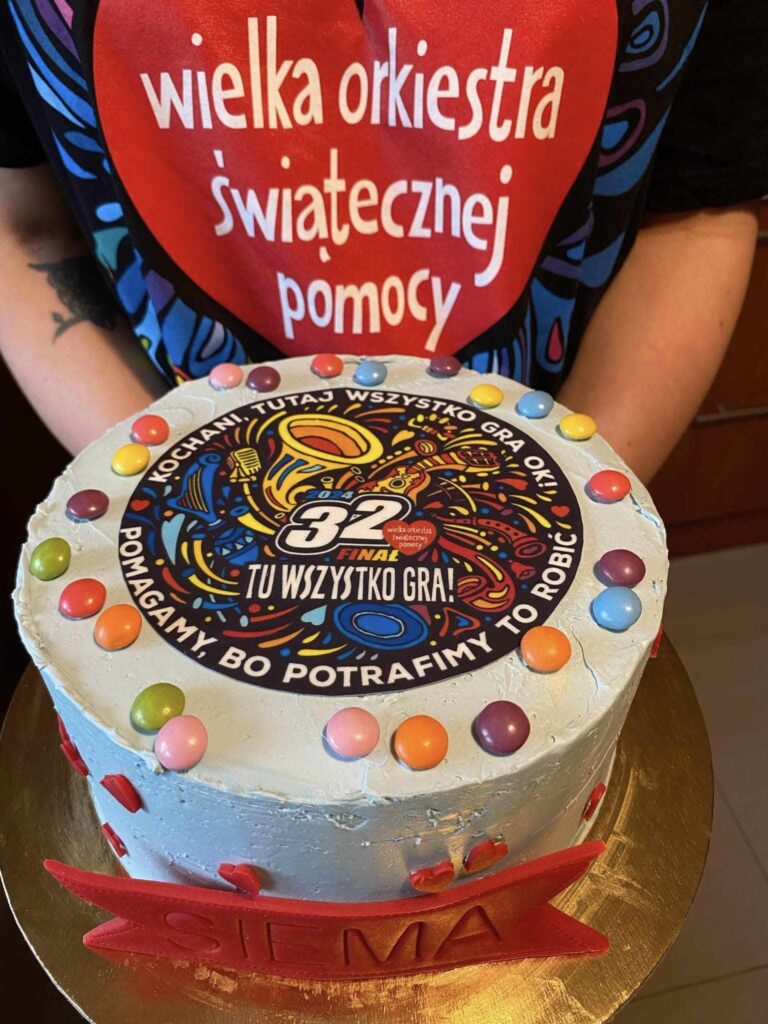 wielka orkiestra
świątecznej
pomocy
KOCHANI, TUTAJ WSZYSTKO GRA OK!
2024
32
FINAŁ
wielka orkiestra
świątecznej
pomocy
TU WSZYSTKO GRA!
POMAGAMY, BO POTRAFIMY TO ROBIĆ
SIEMA